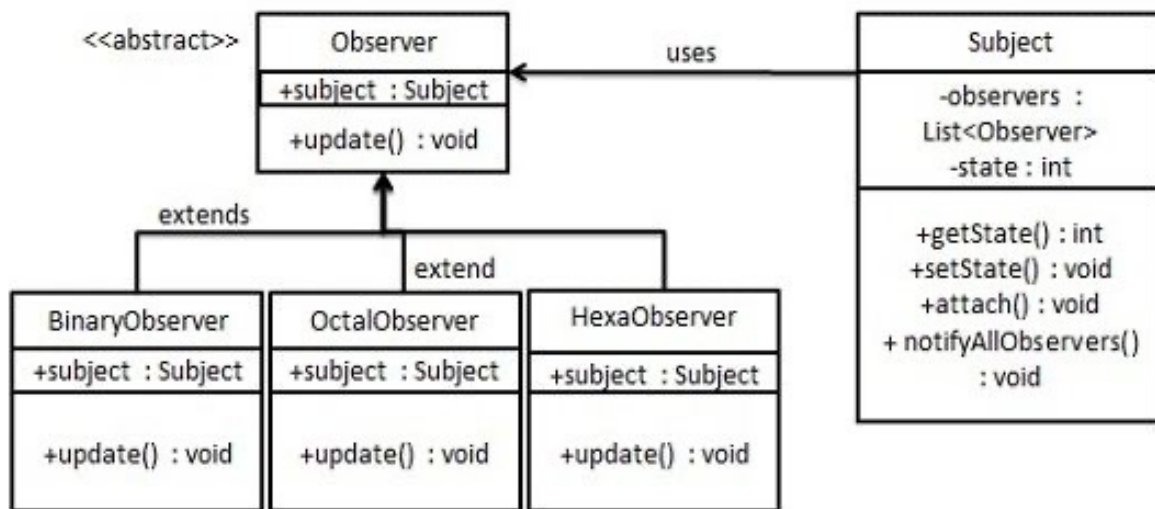 <<abstract>>
Observer
+subject : Subject
+update() : void
uses
Subject
-observers :
List<Observer>
-state : int
+getState() : int
+setState() : void
+attach() : void
+ notifyAllObservers()
: void
extends
extend
BinaryObserver
+subject : Subject
+update() : void
OctalObserver
+subject : Subject
+update() : void
HexaObserver
+subject : Subject
+update() : void